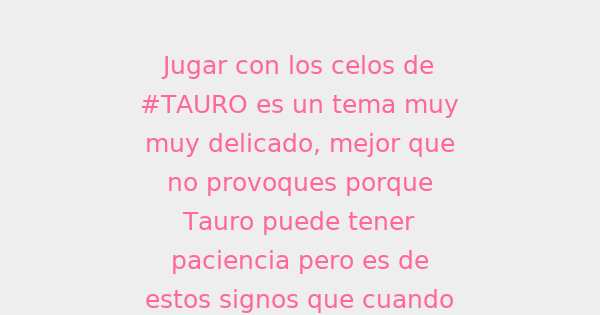 Jugar con los celos de
#TAURO es un tema muy
muy delicado, mejor que
no provoques porque
Tauro puede tener
paciencia pero es de
estos signos que cuando